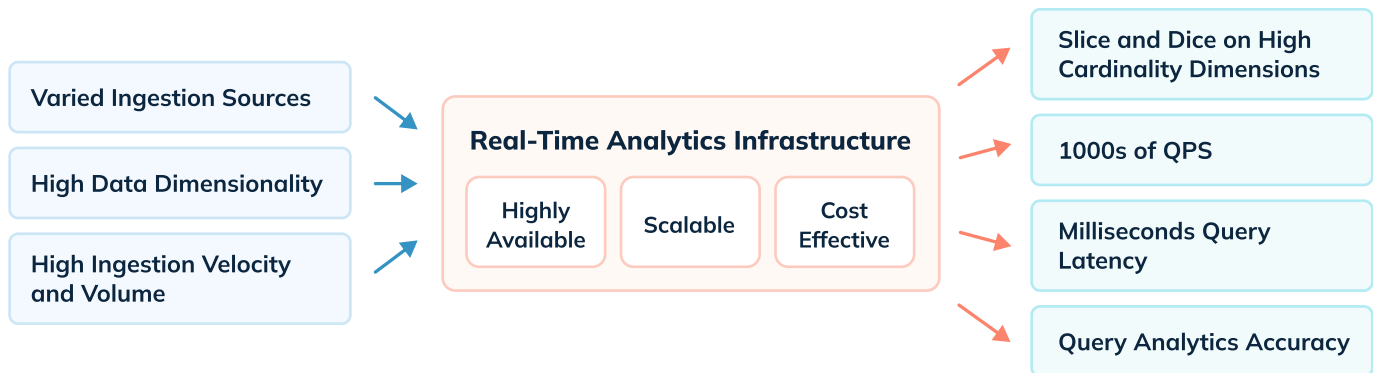 Varied Ingestion Sources
High Data Dimensionality
High Ingestion Velocity
and Volume
Real-Time Analytics Infrastructure
Highly
Available
Scalable
Cost
Effective
Slice and Dice on High
Cardinality Dimensions
1000s of QPS
Milliseconds Query
Latency
Query Analytics Accuracy